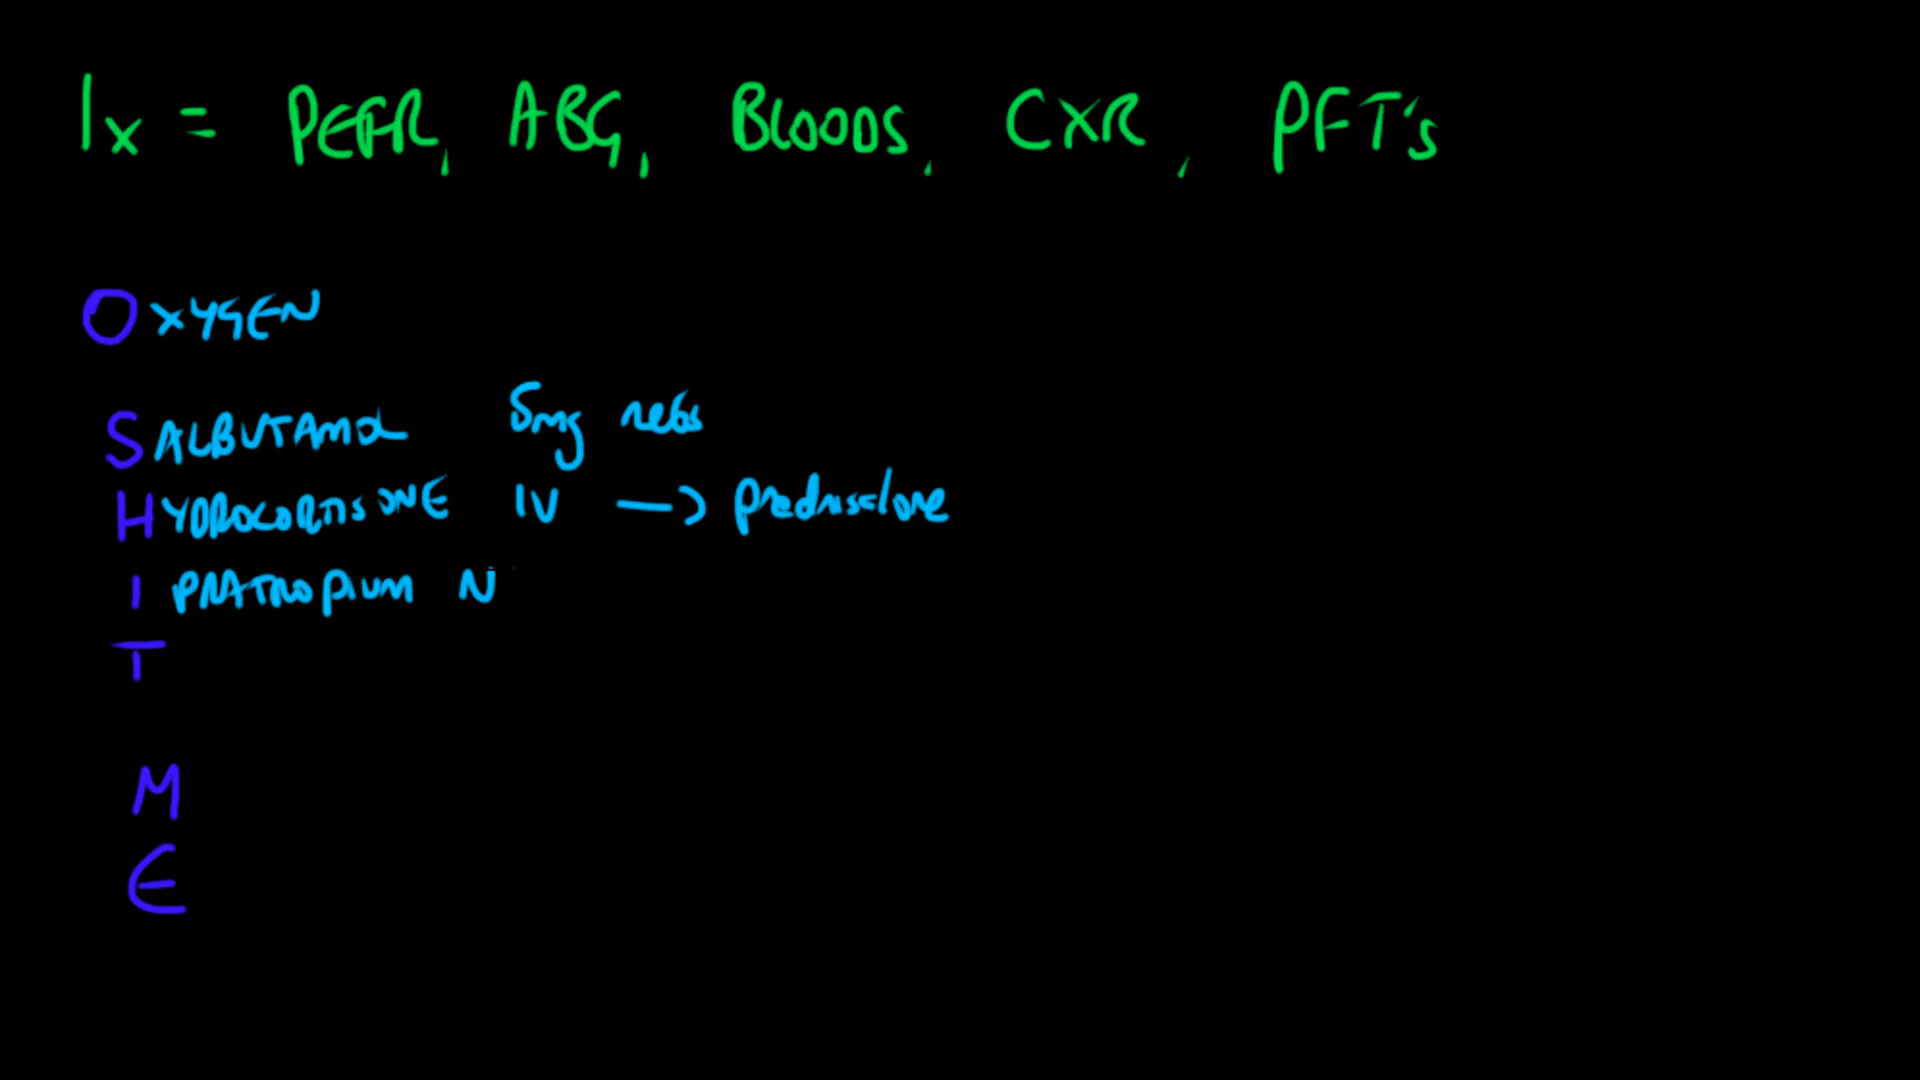 Ix = PEFR, ABG, BLOODS, CXR, PFT's
OXYGEN
SALBUTAMOL 5mg nebs
HYDROCORTISONE IV → prednisolone
IPRATROPIUM N
T
M
E